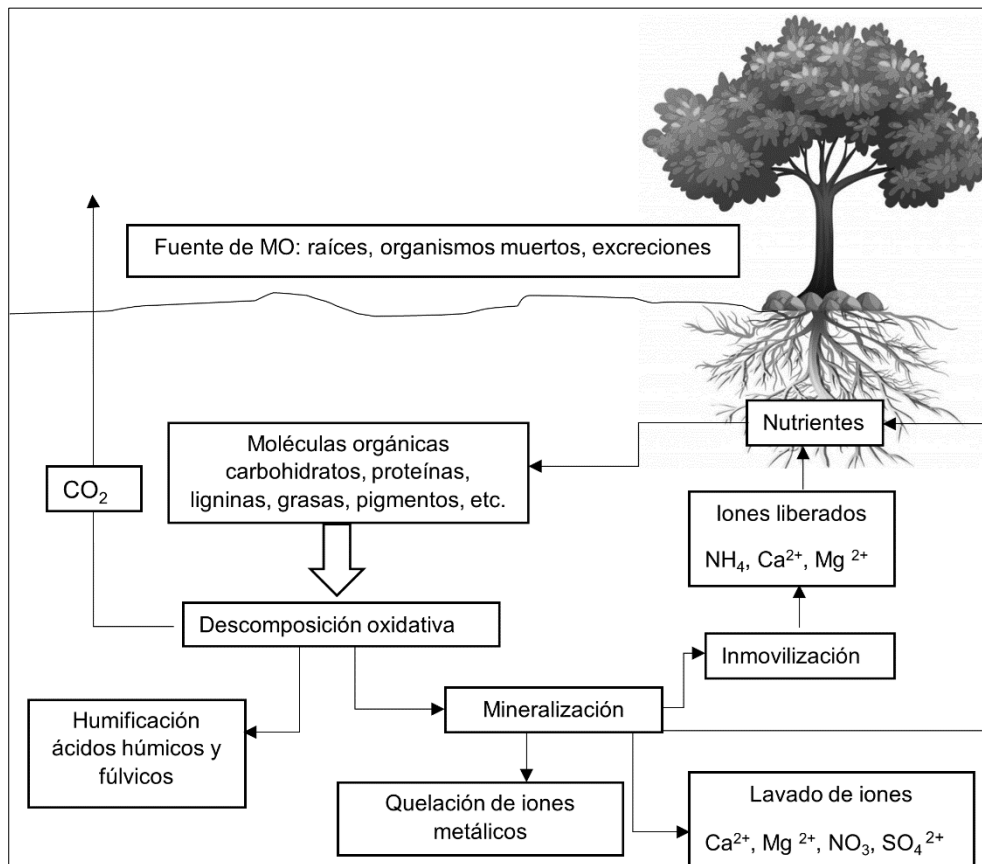 Fuente de MO: raíces, organismos muertos, excreciones
Nutrientes
Moléculas orgánicas
carbohidratos, proteínas,
ligninas, grasas, pigmentos, etc.
CO₂
Iones liberados
NH₄, Ca²⁺, Mg ²⁺
Descomposición oxidativa
Inmovilización
Mineralización
Humificación
ácidos húmicos y
fúlvicos
Quelación de iones
metálicos
Lavado de iones
Ca²⁺, Mg ²⁺, NO₃, SO₄ ²⁺